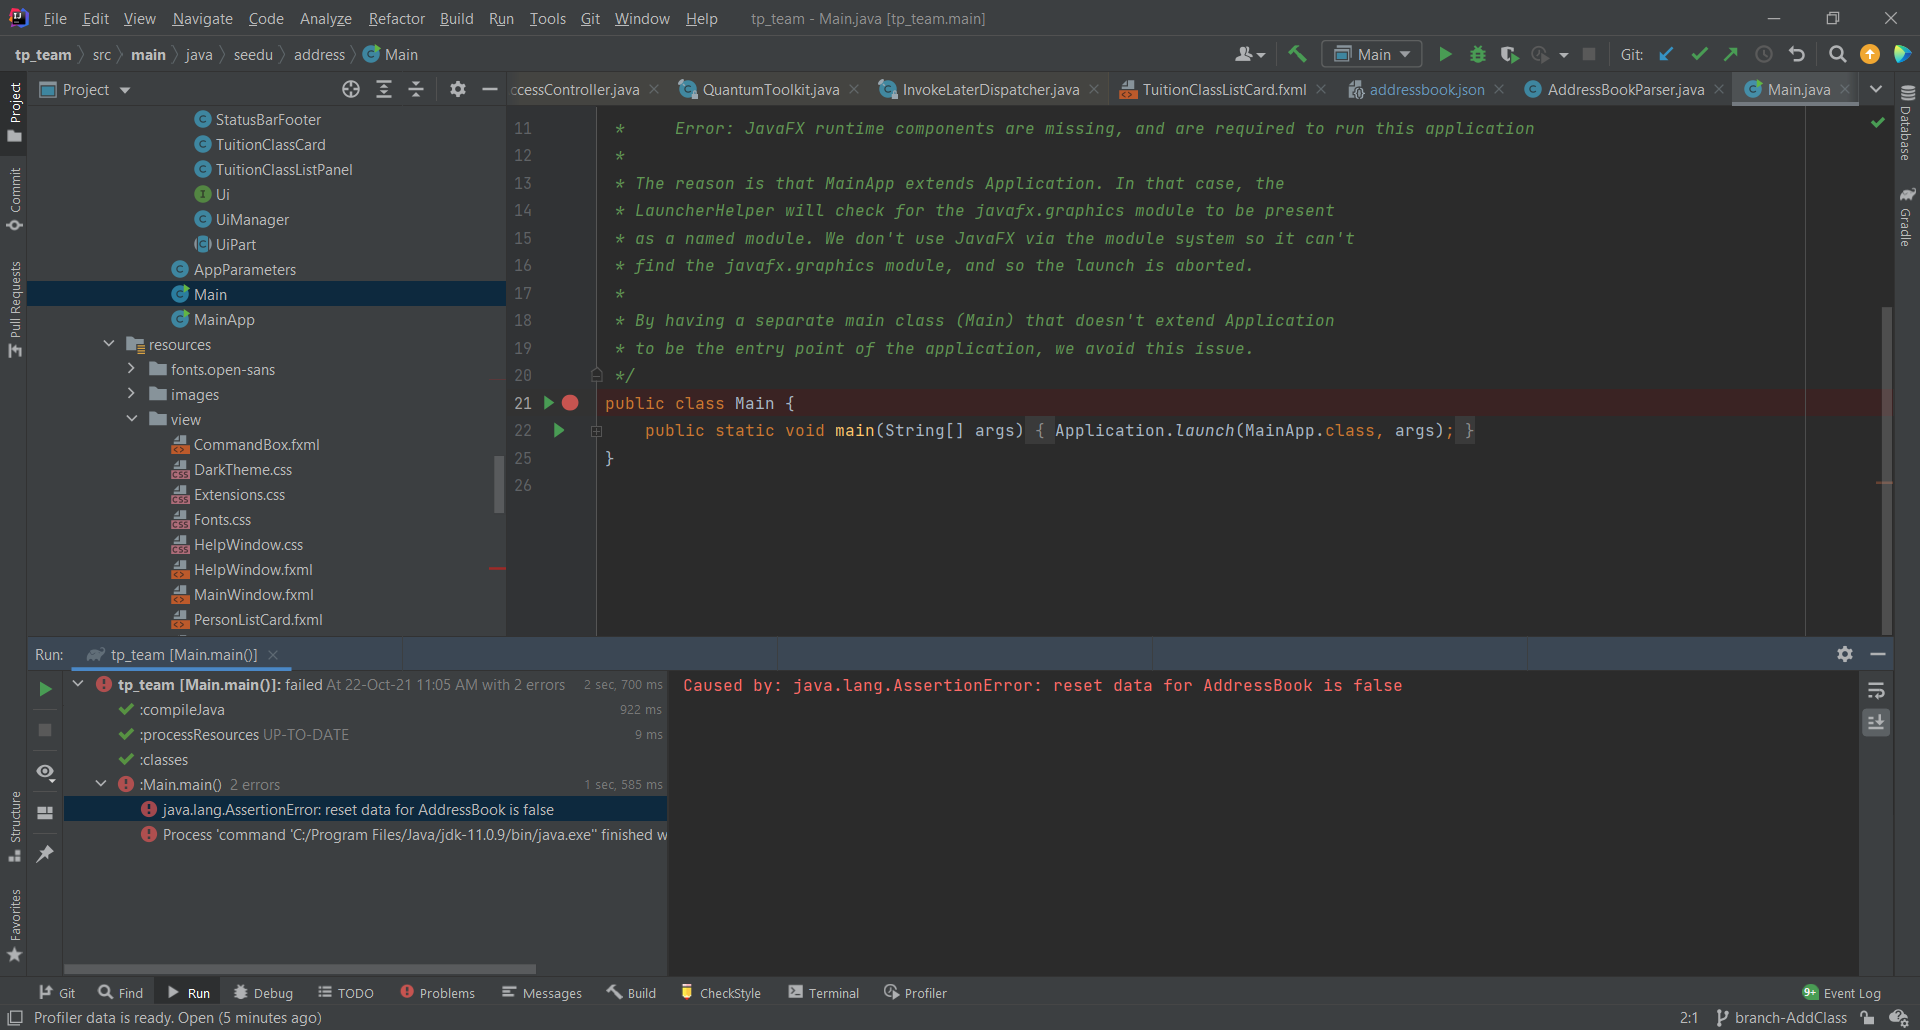 File Edit View Navigate Code Analyze Refactor Build Run Tools Git Window Help tp_team - Main.java [tp_team.main]
tp_team src main java seedu address Main
Main Git:
Project
ccessController.java QuantumToolkit.java InvokeLaterDispatcher.java TuitionClassListCard.fxml addressbook.json AddressBookParser.java Main.java
Project
Commit
Pull Requests
Structure
Favorites
Database
Gradle
StatusBarFooter
TuitionClassCard
TuitionClassListPanel
Ui
UiManager
UiPart
AppParameters
Main
MainApp
resources
fonts.open-sans
images
view
CommandBox.fxml
DarkTheme.css
Extensions.css
Fonts.css
HelpWindow.css
HelpWindow.fxml
MainWindow.fxml
PersonListCard.fxml
11 *     Error: JavaFX runtime components are missing, and are required to run this application
12 *
13 * The reason is that MainApp extends Application. In that case, the
14 * LauncherHelper will check for the javafx.graphics module to be present
15 * as a named module. We don't use JavaFX via the module system so it can't
16 * find the javafx.graphics module, and so the launch is aborted.
17 *
18 * By having a separate main class (Main) that doesn't extend Application
19 * to be the entry point of the application, we avoid this issue.
20 */
21 public class Main {
22     public static void main(String[] args) { Application.launch(MainApp.class, args); }
25 }
26
Run: tp_team [Main.main()]
tp_team [Main.main()]: failed At 22-Oct-21 11:05 AM with 2 errors 2 sec, 700 ms
:compileJava 922 ms
:processResources UP-TO-DATE 9 ms
:classes
:Main.main() 2 errors 1 sec, 585 ms
java.lang.AssertionError: reset data for AddressBook is false
Process 'command 'C:/Program Files/Java/jdk-11.0.9/bin/java.exe'' finished w
Caused by: java.lang.AssertionError: reset data for AddressBook is false
Git Find Run Debug TODO Problems Messages Build CheckStyle Terminal Profiler 9+ Event Log
Profiler data is ready. Open (5 minutes ago) 2:1 branch-AddClass